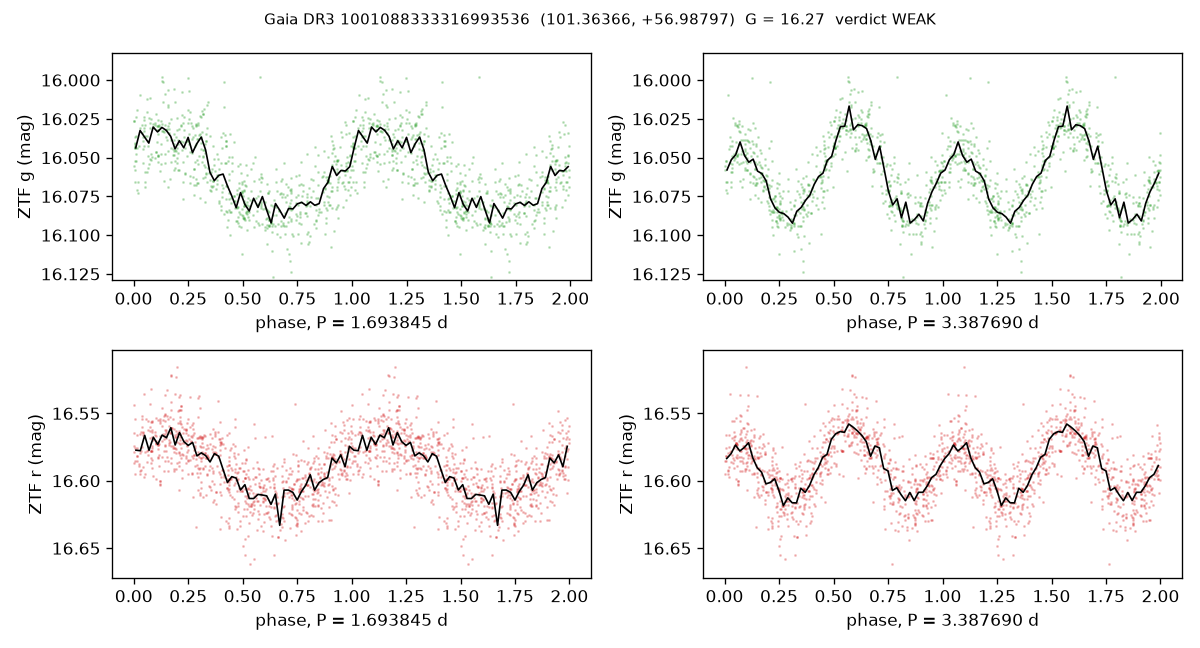 Gaia DR3 1001088333316993536 (101.36366, +56.98797) G = 16.27 verdict WEAK
ZTF g (mag)
16.000
16.025
16.050
16.075
16.100
16.125
0.00 0.25 0.50 0.75 1.00 1.25 1.50 1.75 2.00
phase, P = 1.693845 d
ZTF g (mag)
16.000
16.025
16.050
16.075
16.100
16.125
0.00 0.25 0.50 0.75 1.00 1.25 1.50 1.75 2.00
phase, P = 3.387690 d
ZTF r (mag)
16.55
16.60
16.65
0.00 0.25 0.50 0.75 1.00 1.25 1.50 1.75 2.00
phase, P = 1.693845 d
ZTF r (mag)
16.55
16.60
16.65
0.00 0.25 0.50 0.75 1.00 1.25 1.50 1.75 2.00
phase, P = 3.387690 d